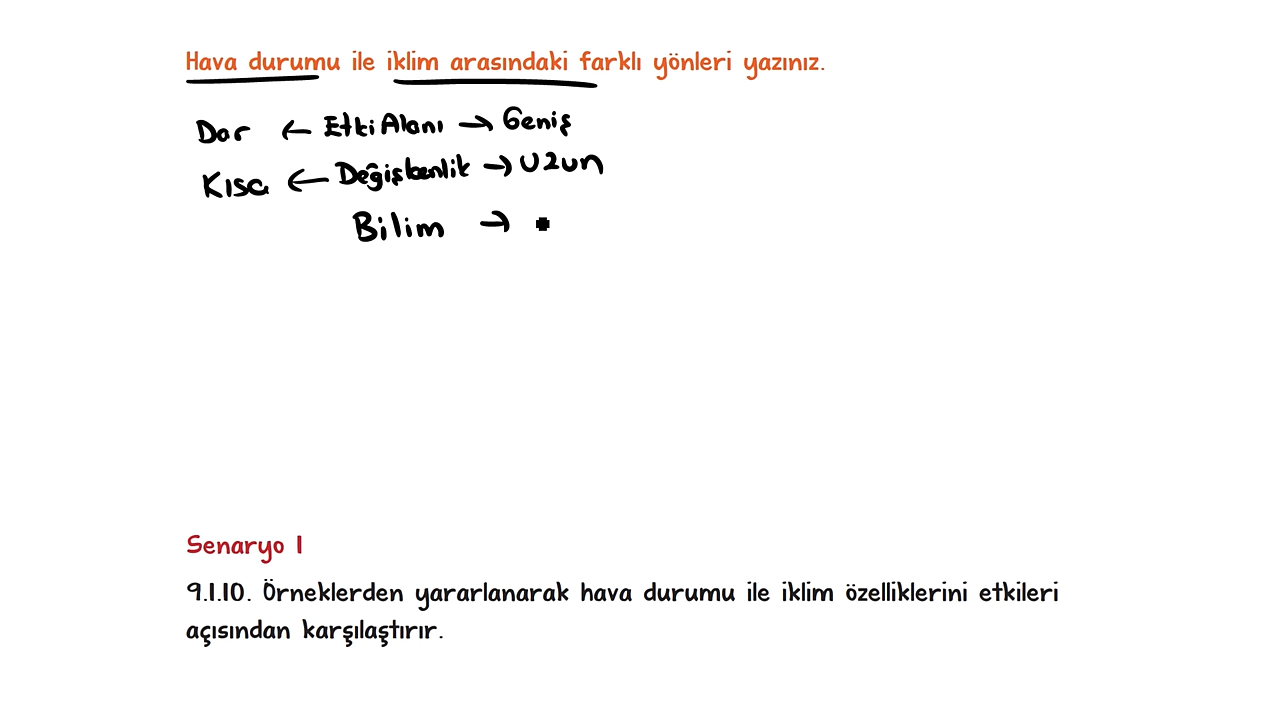 Hava durumu ile iklim arasındaki farklı yönleri yazınız.
Dar ← Etki Alanı → Geniş
Kısa ← Değişkenlik → Uzun
Bilim →
Senaryo 1
9.1.10. Örneklerden yararlanarak hava durumu ile iklim özelliklerini etkileri
açısından karşılaştırır.